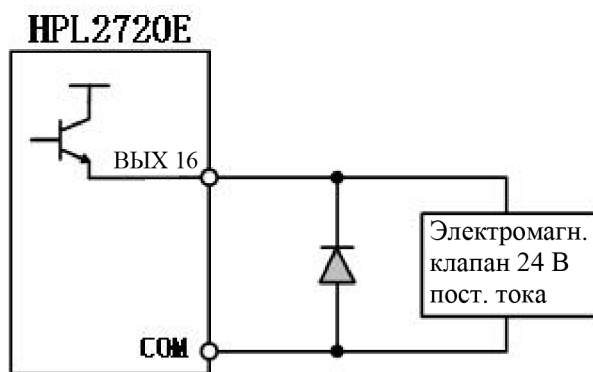 HPL2720E
ВЫХ 16
Электромагн.
клапан 24 В
пост. тока
COM